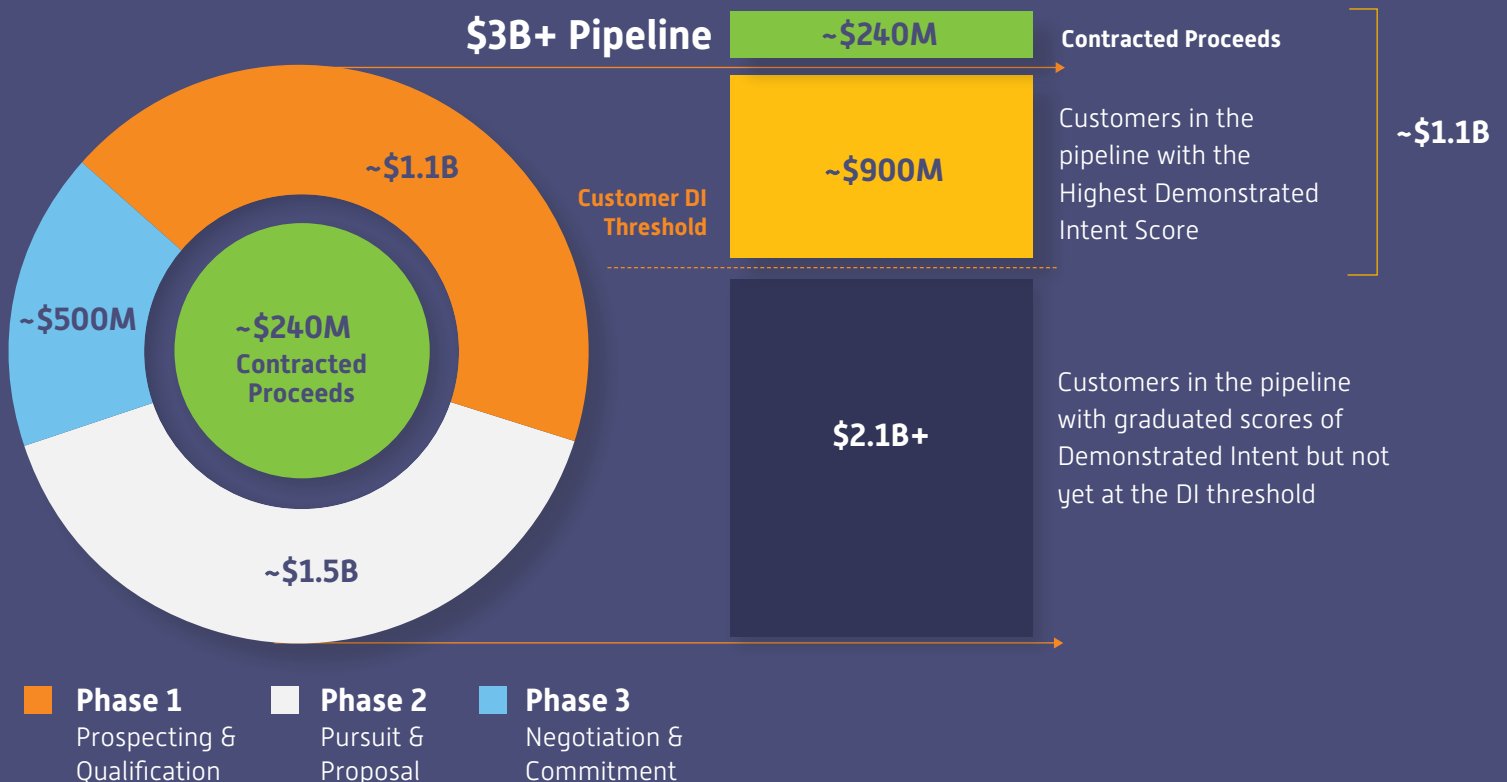 $3B+ Pipeline
~$240M
Contracted Proceeds
~$1.1B
~$500M
~$240M
Contracted
Proceeds
~$1.5B
Customer DI
Threshold
~$900M
Customers in the
pipeline with the
Highest Demonstrated
Intent Score
~$1.1B
$2.1B+
Customers in the pipeline
with graduated scores of
Demonstrated Intent but not
yet at the DI threshold
Phase 1
Prospecting &
Qualification
Phase 2
Pursuit &
Proposal
Phase 3
Negotiation &
Commitment